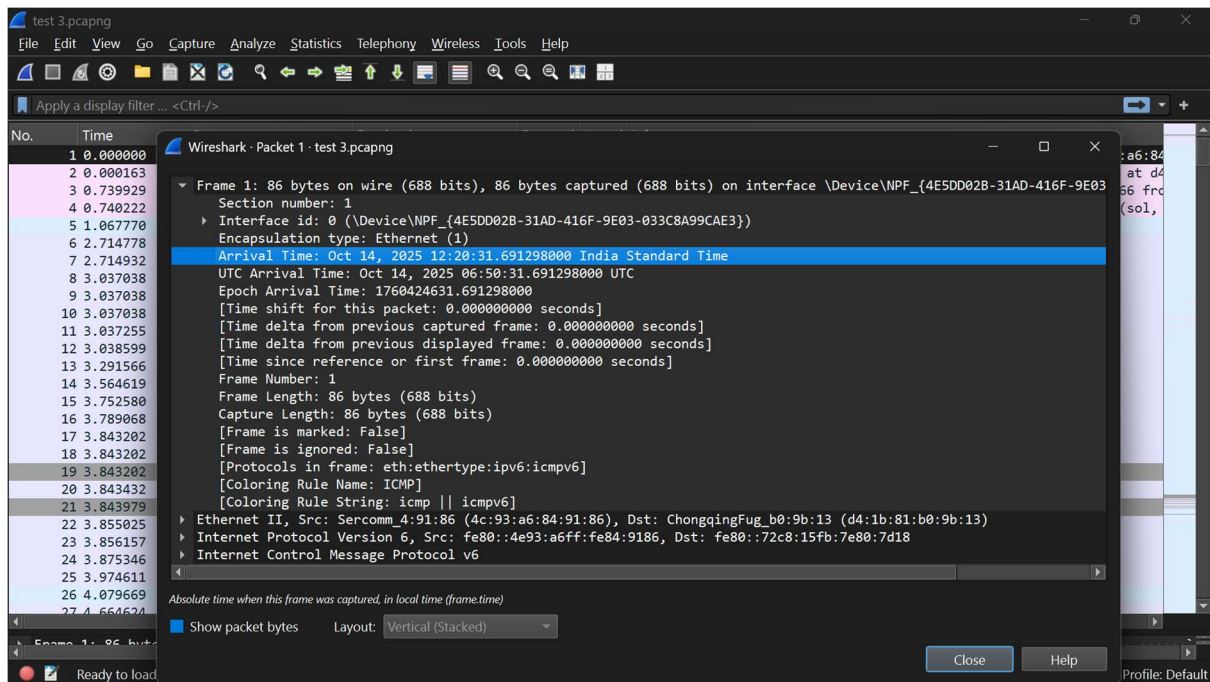 test 3.pcapng
File Edit View Go Capture Analyze Statistics Telephony Wireless Tools Help
Apply a display filter ... <Ctrl-/>
No. Time
1 0.000000
2 0.000163
3 0.739929
4 0.740222
5 1.067770
6 2.714778
7 2.714932
8 3.037038
9 3.037038
10 3.037038
11 3.037255
12 3.038599
13 3.291566
14 3.564619
15 3.752580
16 3.789068
17 3.843202
18 3.843202
19 3.843202
20 3.843432
21 3.843979
22 3.855025
23 3.856157
24 3.875346
25 3.974611
26 4.079669
27 4.664624
:a6:84
at d4
66 fro
(sol,
Wireshark · Packet 1 · test 3.pcapng
Frame 1: 86 bytes on wire (688 bits), 86 bytes captured (688 bits) on interface \Device\NPF_{4E5DD02B-31AD-416F-9E03
Section number: 1
Interface id: 0 (\Device\NPF_{4E5DD02B-31AD-416F-9E03-033C8A99CAE3})
Encapsulation type: Ethernet (1)
Arrival Time: Oct 14, 2025 12:20:31.691298000 India Standard Time
UTC Arrival Time: Oct 14, 2025 06:50:31.691298000 UTC
Epoch Arrival Time: 1760424631.691298000
[Time shift for this packet: 0.000000000 seconds]
[Time delta from previous captured frame: 0.000000000 seconds]
[Time delta from previous displayed frame: 0.000000000 seconds]
[Time since reference or first frame: 0.000000000 seconds]
Frame Number: 1
Frame Length: 86 bytes (688 bits)
Capture Length: 86 bytes (688 bits)
[Frame is marked: False]
[Frame is ignored: False]
[Protocols in frame: eth:ethertype:ipv6:icmpv6]
[Coloring Rule Name: ICMP]
[Coloring Rule String: icmp || icmpv6]
Ethernet II, Src: Sercomm_4:91:86 (4c:93:a6:84:91:86), Dst: ChongqingFug_b0:9b:13 (d4:1b:81:b0:9b:13)
Internet Protocol Version 6, Src: fe80::4e93:a6ff:fe84:9186, Dst: fe80::72c8:15fb:7e80:7d18
Internet Control Message Protocol v6
Absolute time when this frame was captured, in local time (frame.time)
Show packet bytes Layout: Vertical (Stacked)
Close Help
Ready to load
Profile: Default